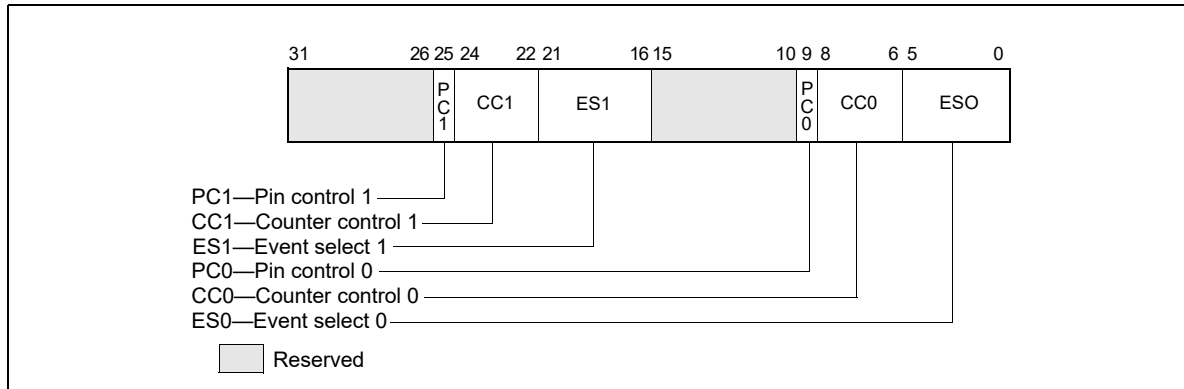 31 26 25 24 22 21 16 15 10 9 8 6 5 0
PC1 CC1 ES1 PC0 CC0 ESO
PC1—Pin control 1
CC1—Counter control 1
ES1—Event select 1
PC0—Pin control 0
CC0—Counter control 0
ES0—Event select 0
Reserved